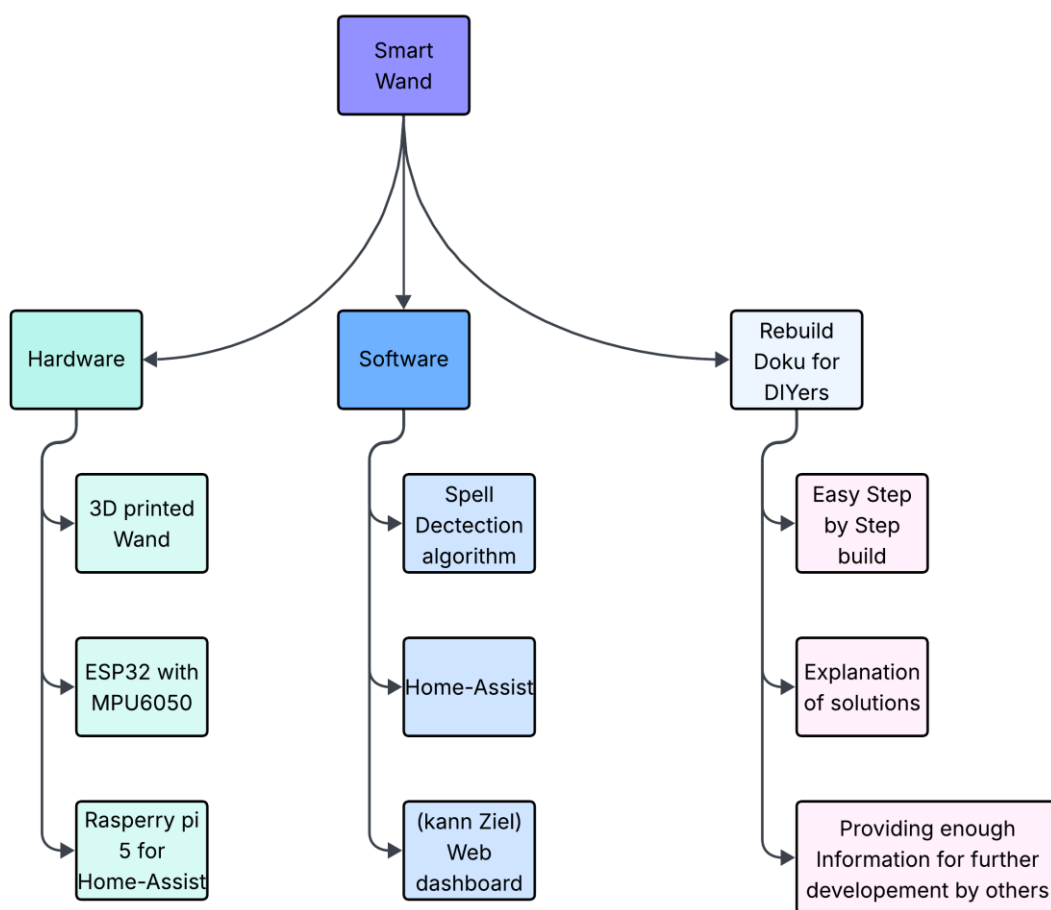 Smart
Wand
Hardware
Software
Rebuild
Doku for
DIYers
3D printed
Wand
Spell
Dectection
algorithm
Easy Step
by Step
build
ESP32 with
MPU6050
Home-Assist
Explanation
of solutions
Rasperry pi
5 for
Home-Assist
(kann Ziel)
Web
dashboard
Providing enough
Information for further
developement by others